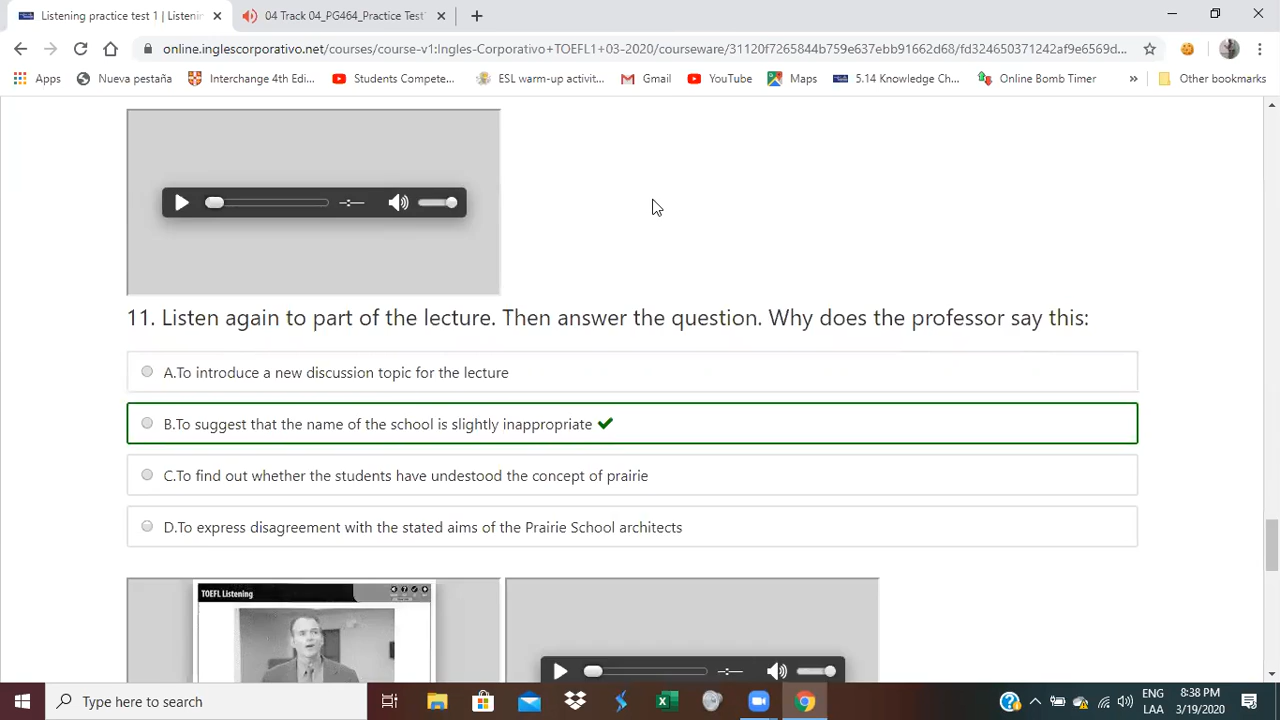 Listening practice test 1 | Listenin
04 Track 04_PG464_Practice Test
online.inglescorporativo.net/courses/course-v1:Ingles-Corporativo+TOEFL1+03-2020/courseware/31120f7265844b759e637ebb91662d68/fd324650371242af9e6569d...
Apps
Nueva pestaña
Interchange 4th Edi...
Students Compete...
ESL warm-up activit...
Gmail
YouTube
Maps
5.14 Knowledge Ch...
Online Bomb Timer
»
Other bookmarks
11. Listen again to part of the lecture. Then answer the question. Why does the professor say this:
A.To introduce a new discussion topic for the lecture
B.To suggest that the name of the school is slightly inappropriate
C.To find out whether the students have undestood the concept of prairie
D.To express disagreement with the stated aims of the Prairie School architects
TOEFL Listening
Type here to search
ENG
LAA
8:38 PM
3/19/2020